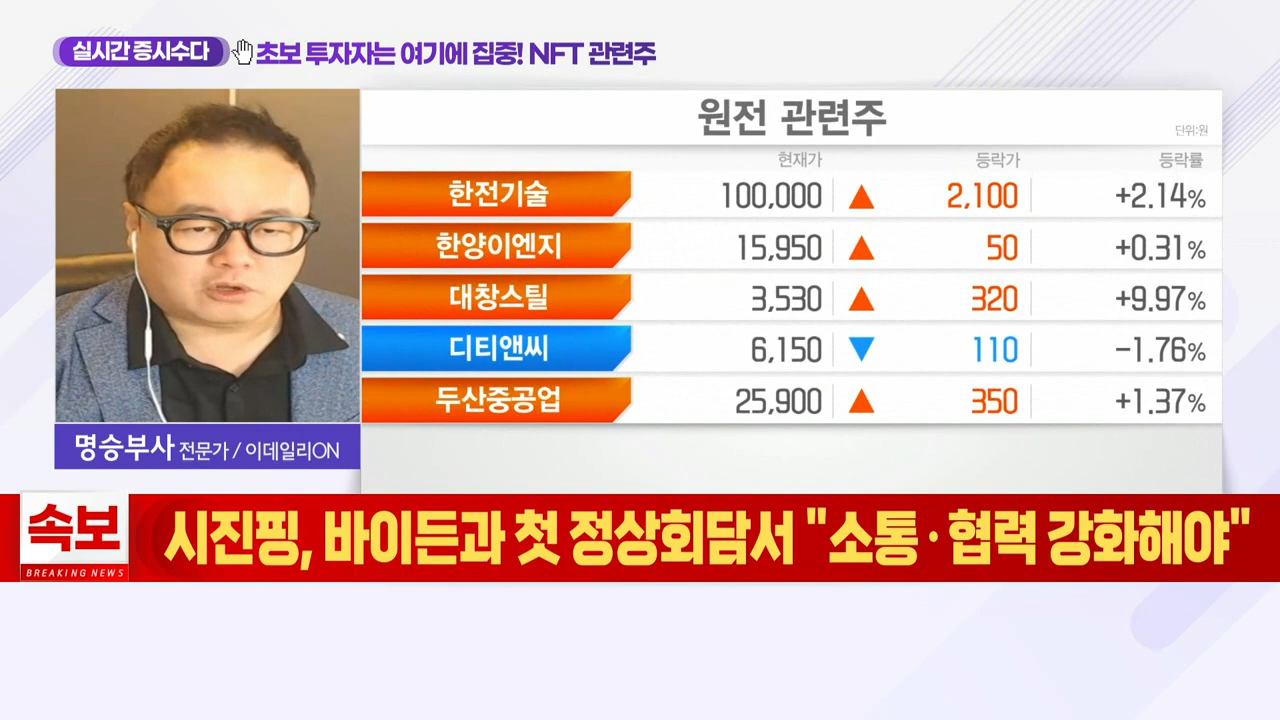 실시간 증시수다 초보 투자자는 여기에 집중! NFT 관련주
원전 관련주
단위:원
현재가 등락가 등락률
한전기술 100,000 ▲ 2,100 +2.14%
한양이엔지 15,950 ▲ 50 +0.31%
대창스틸 3,530 ▲ 320 +9.97%
디티앤씨 6,150 ▼ 110 -1.76%
두산중공업 25,900 ▲ 350 +1.37%
명승부사 전문가 / 이데일리ON
속보 시진핑, 바이든과 첫 정상회담서 "소통·협력 강화해야"
BREAKING NEWS